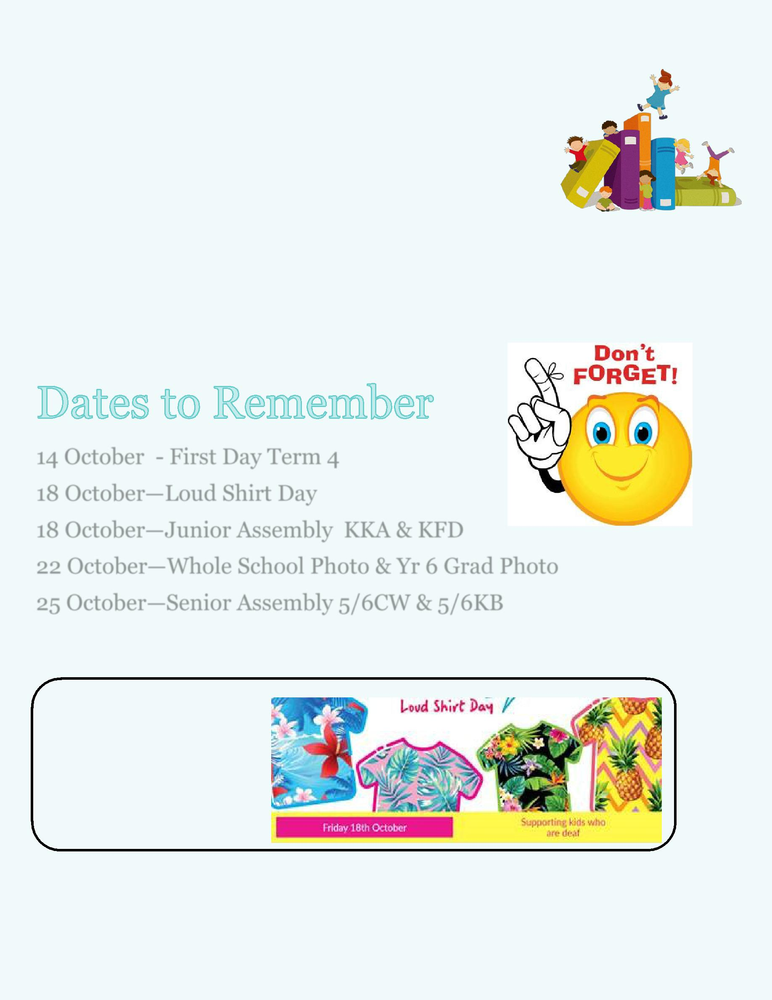 Don't
FORGET!
Dates to Remember
14 October  - First Day Term 4
18 October—Loud Shirt Day
18 October—Junior Assembly  KKA & KFD
22 October—Whole School Photo & Yr 6 Grad Photo
25 October—Senior Assembly 5/6CW & 5/6KB
Loud Shirt Day
Friday 18th October
Supporting kids who
are deaf